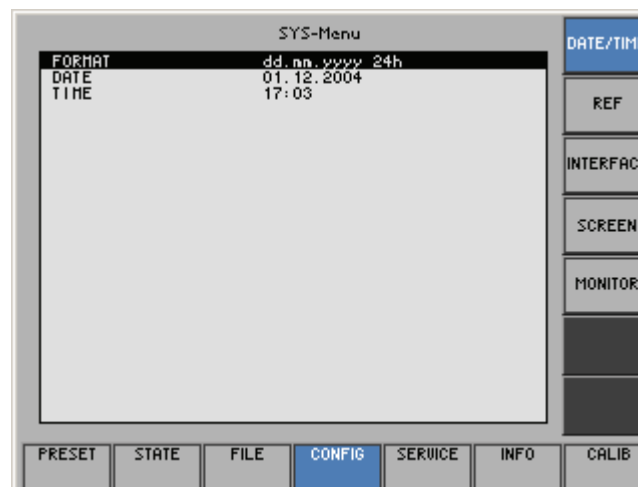 SYS-Menu
FORMAT dd.mm.yyyy 24h
DATE 01.12.2004
TIME 17:03
DATE/TIM
REF
INTERFAC
SCREEN
MONITOR
PRESET STATE FILE CONFIG SERVICE INFO CALIB